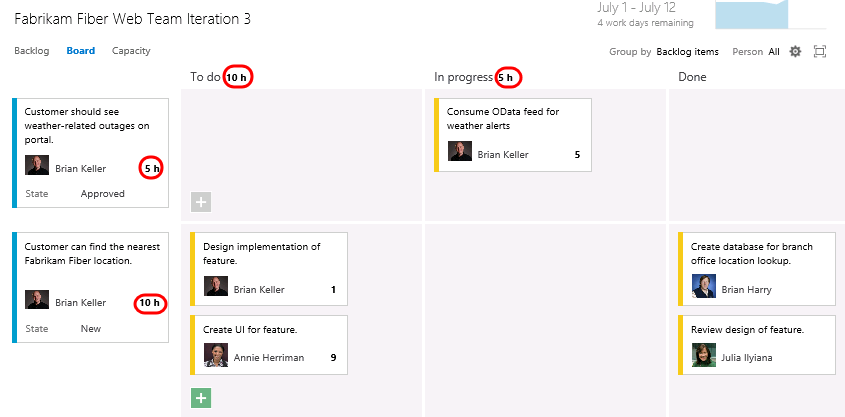 Fabrikam Fiber Web Team Iteration 3
July 1 - July 12
4 work days remaining
Backlog Board Capacity
Group by Backlog items Person All
To do 10 h In progress 5 h Done
Customer should see
weather-related outages on
portal.
Brian Keller 5 h
State Approved
Consume OData feed for
weather alerts
Brian Keller 5
Customer can find the nearest
Fabrikam Fiber location.
Brian Keller 10 h
State New
Design implementation of
feature.
Brian Keller 1
Create UI for feature.
Annie Herriman 9
Create database for branch
office location lookup.
Brian Harry
Review design of feature.
Julia Ilyiana